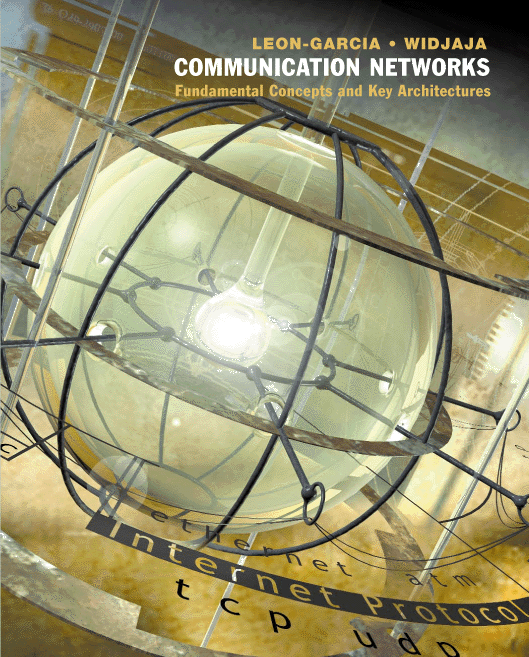 LEON-GARCIA • WIDJAJA
COMMUNICATION NETWORKS
Fundamental Concepts and Key Architectures
ethernet
atm
Internet Protocol
tcp udp